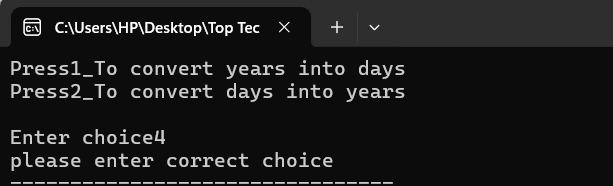 C:\Users\HP\Desktop\Top Tec
Press1_To convert years into days
Press2_To convert days into years
Enter choice4
please enter correct choice
--------------------------------